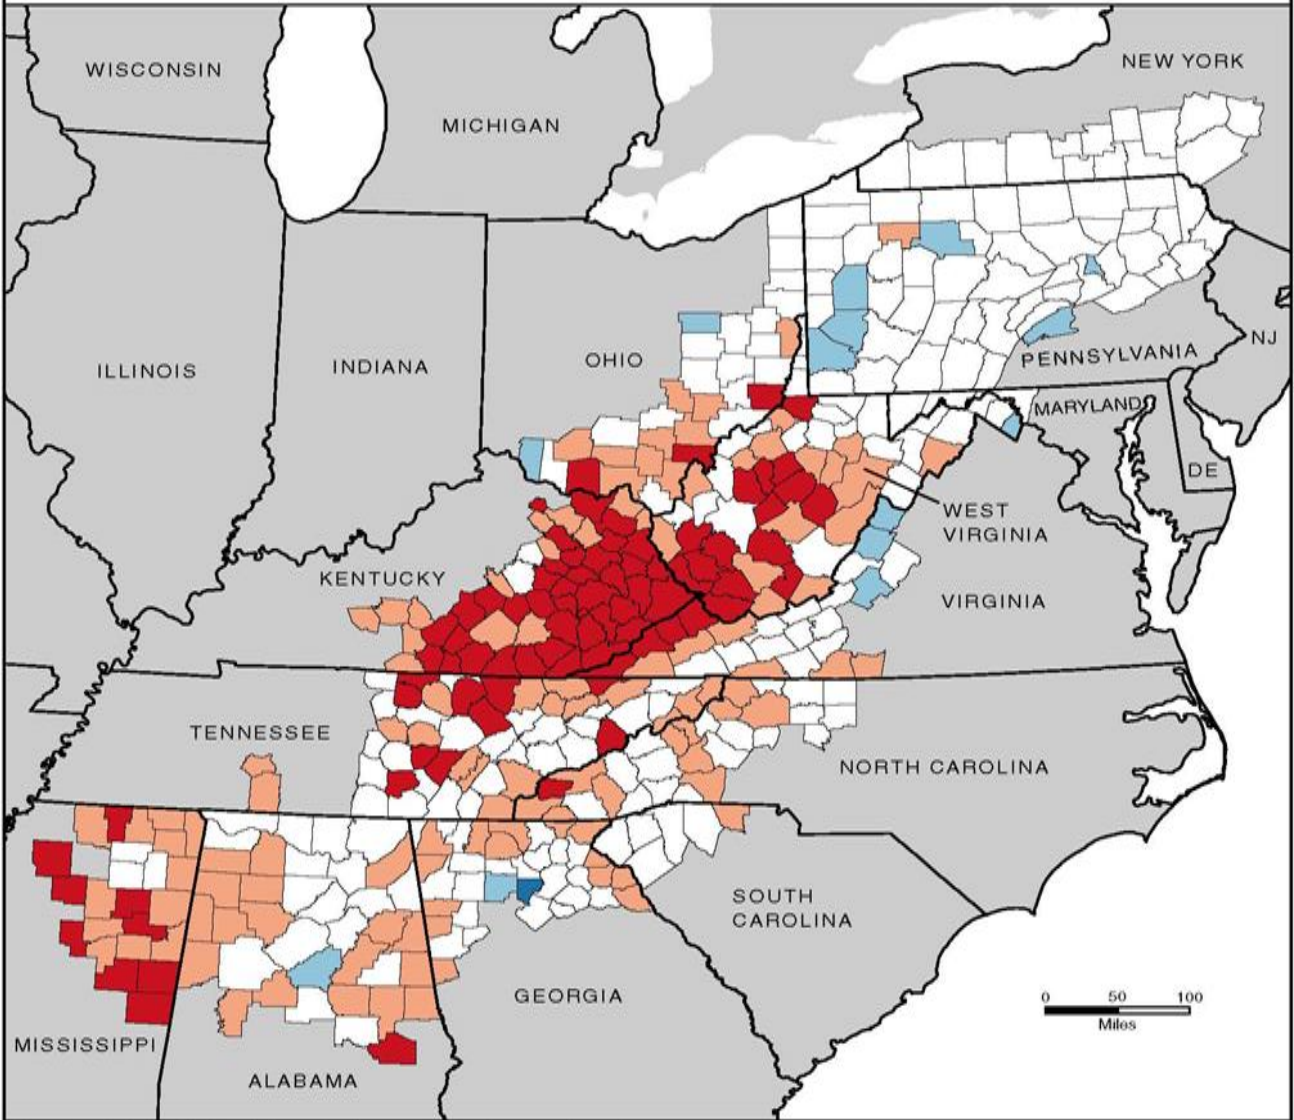 WISCONSIN
NEW YORK
MICHIGAN
ILLINOIS
INDIANA
OHIO
NJ
PENNSYLVANIA
MARYLAND
DE
WEST
VIRGINIA
KENTUCKY
VIRGINIA
TENNESSEE
NORTH CAROLINA
SOUTH
CAROLINA
GEORGIA
0 50 100
Miles
MISSISSIPPI
ALABAMA